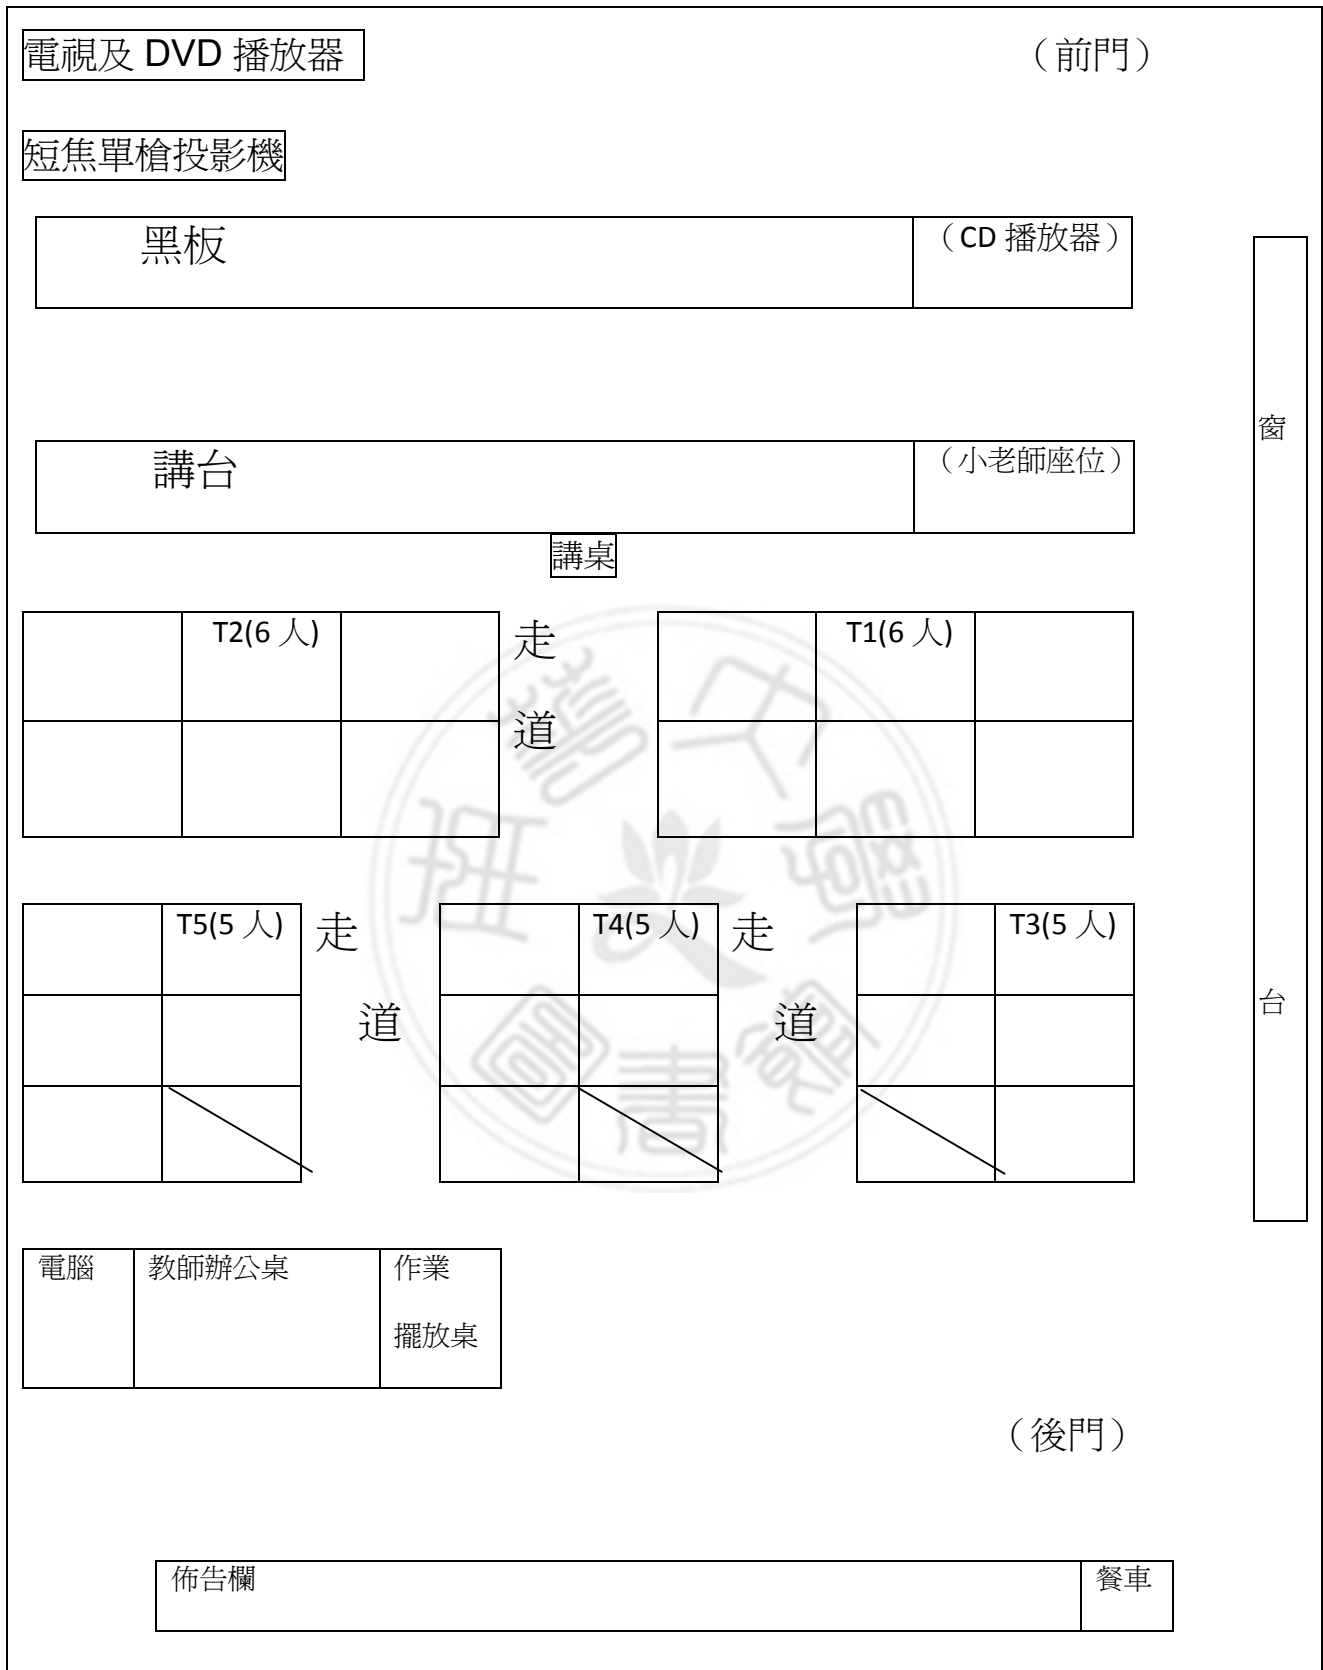 電視及 DVD 播放器
（前門）
短焦單槍投影機
黑板
（CD 播放器）
講台
（小老師座位）
講桌
T2(6 人)
走
道
T1(6 人)
T5(5 人)
走
道
T4(5 人)
走
道
T3(5 人)
窗
台
電腦
教師辦公桌
作業
擺放桌
（後門）
佈告欄
餐車